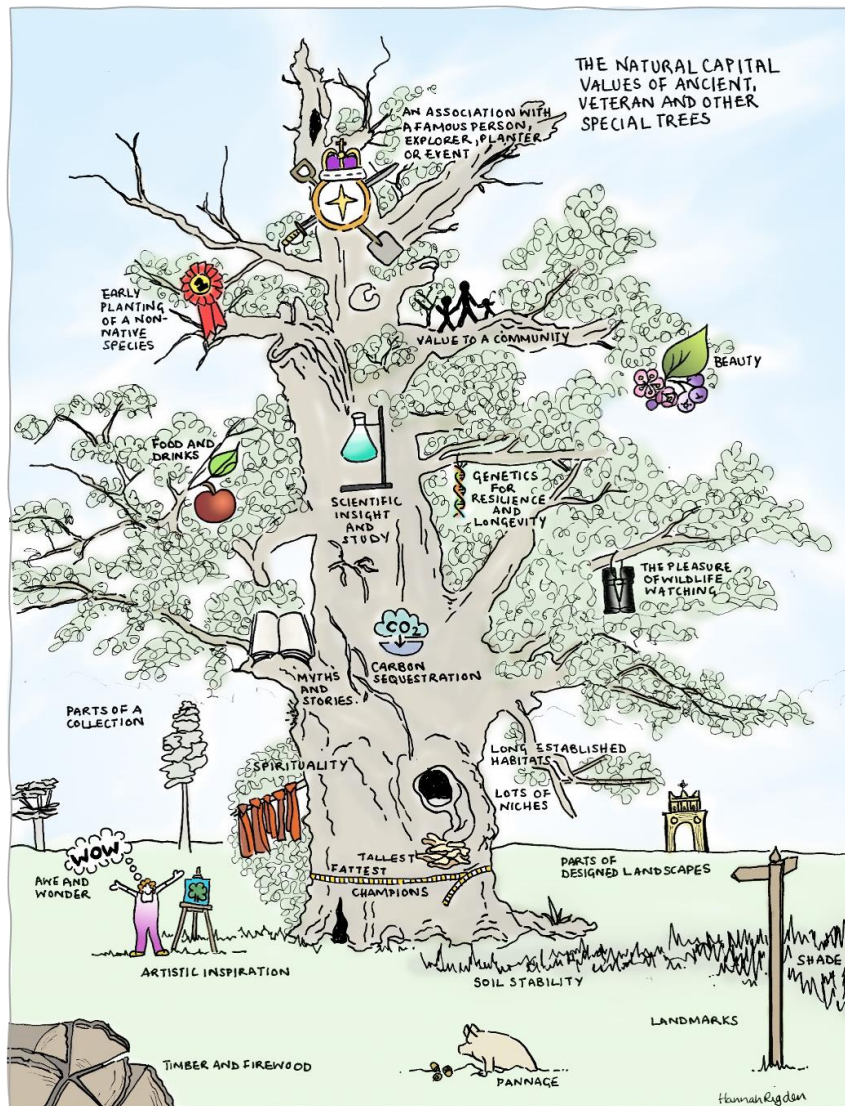 THE NATURAL CAPITAL
VALUES OF ANCIENT,
VETERAN AND OTHER
SPECIAL TREES
AN ASSOCIATION WITH
A FAMOUS PERSON,
EXPLORER, PLANTER
OR EVENT
EARLY
PLANTING
OF A NON-
NATIVE
SPECIES
VALUE TO A COMMUNITY
BEAUTY
FOOD AND
DRINKS
SCIENTIFIC
INSIGHT
AND
STUDY
GENETICS
FOR
RESILIENCE
AND
LONGEVITY
THE PLEASURE
OF WILDLIFE
WATCHING
CO2
CARBON
SEQUESTRATION
MYTHS
AND
STORIES.
PARTS OF A
COLLECTION
SPIRITUALITY
LONG ESTABLISHED
HABITATS
LOTS OF
NICHES
WOW
AWE AND
WONDER
TALLEST
FATTEST
CHAMPIONS
PARTS OF
DESIGNED LANDSCAPES
ARTISTIC INSPIRATION
SOIL STABILITY
SHADE
LANDMARKS
TIMBER AND FIREWOOD
PANNAGE
Hannah Rigden